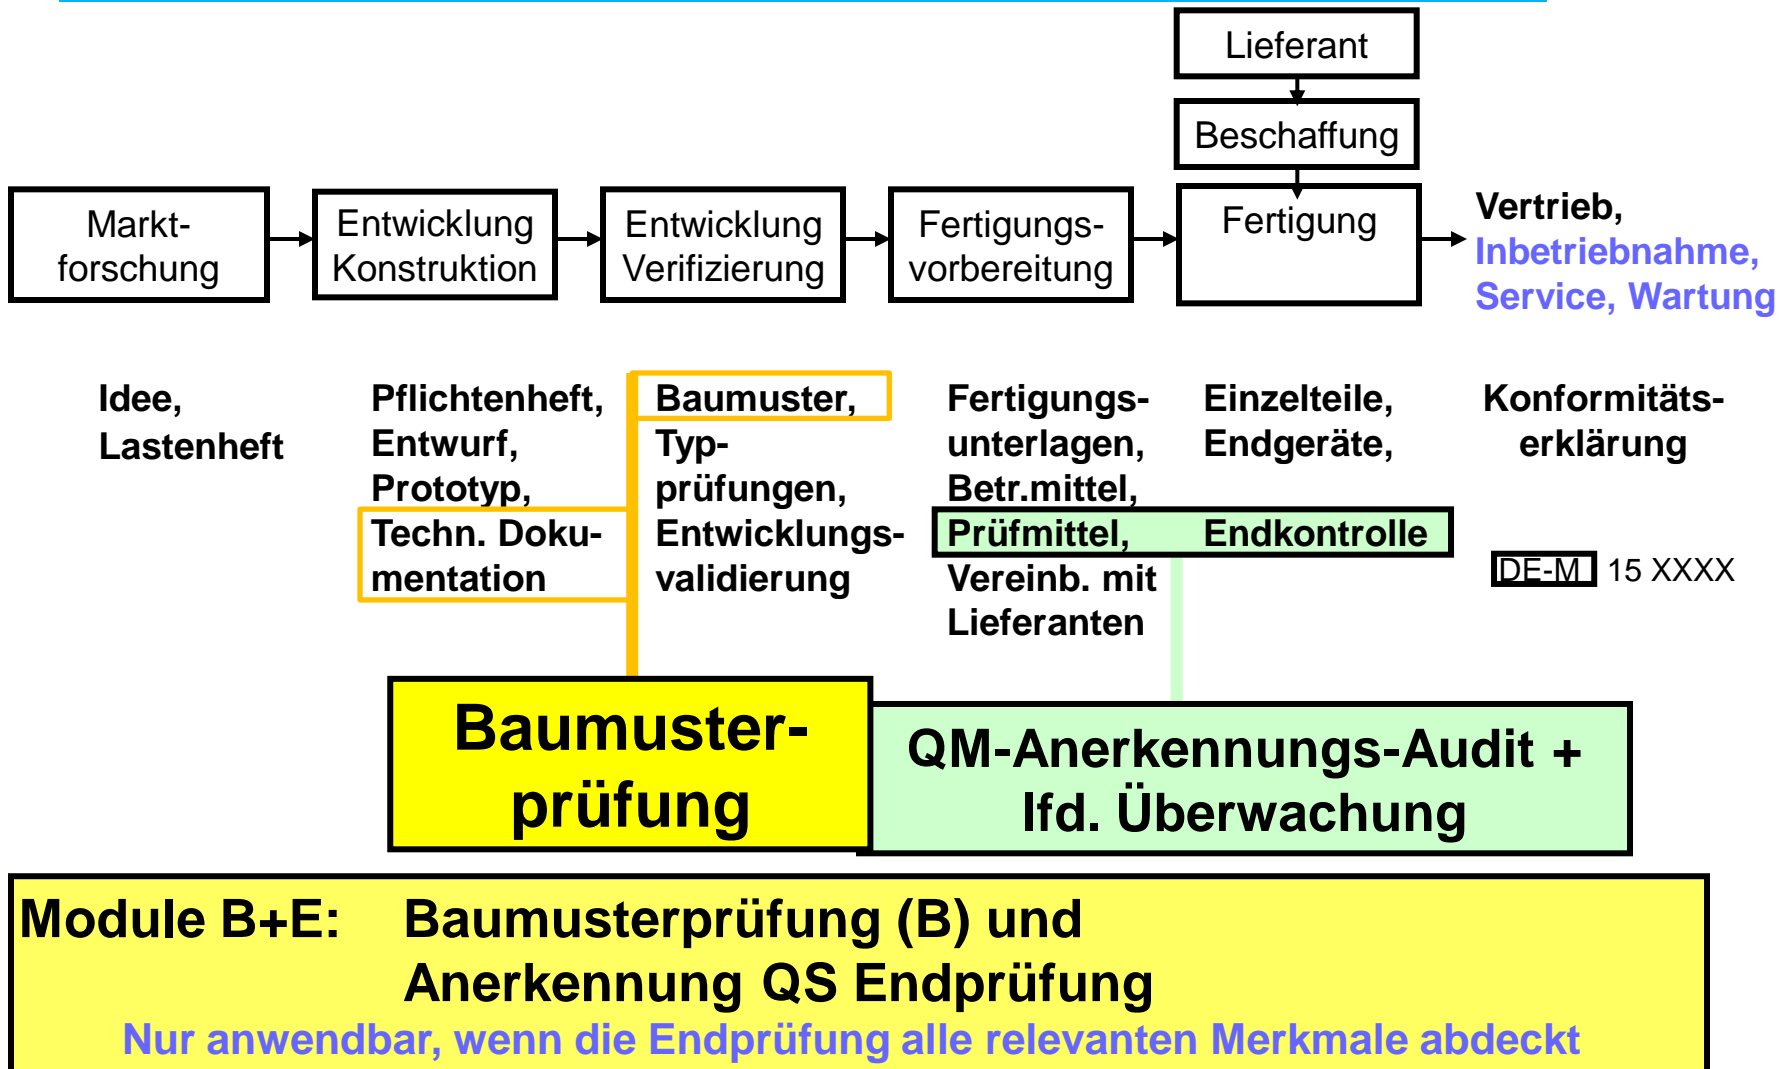 Lieferant
Beschaffung
Markt-
forschung
Entwicklung
Konstruktion
Entwicklung
Verifizierung
Fertigungs-
vorbereitung
Fertigung
Vertrieb,
Inbetriebnahme,
Service, Wartung
Idee,
Lastenheft
Pflichtenheft,
Entwurf,
Prototyp,
Techn. Doku-
mentation
Baumuster,
Typ-
prüfungen,
Entwicklungs-
validierung
Fertigungs-
unterlagen,
Betr.mittel,
Prüfmittel,
Vereinb. mit
Lieferanten
Einzelteile,
Endgeräte,
Endkontrolle
Konformitäts-
erklärung
DE-M 15 XXXX
Baumuster-
prüfung
QM-Anerkennungs-Audit +
lfd. Überwachung
Module B+E: Baumusterprüfung (B) und
Anerkennung QS Endprüfung
Nur anwendbar, wenn die Endprüfung alle relevanten Merkmale abdeckt